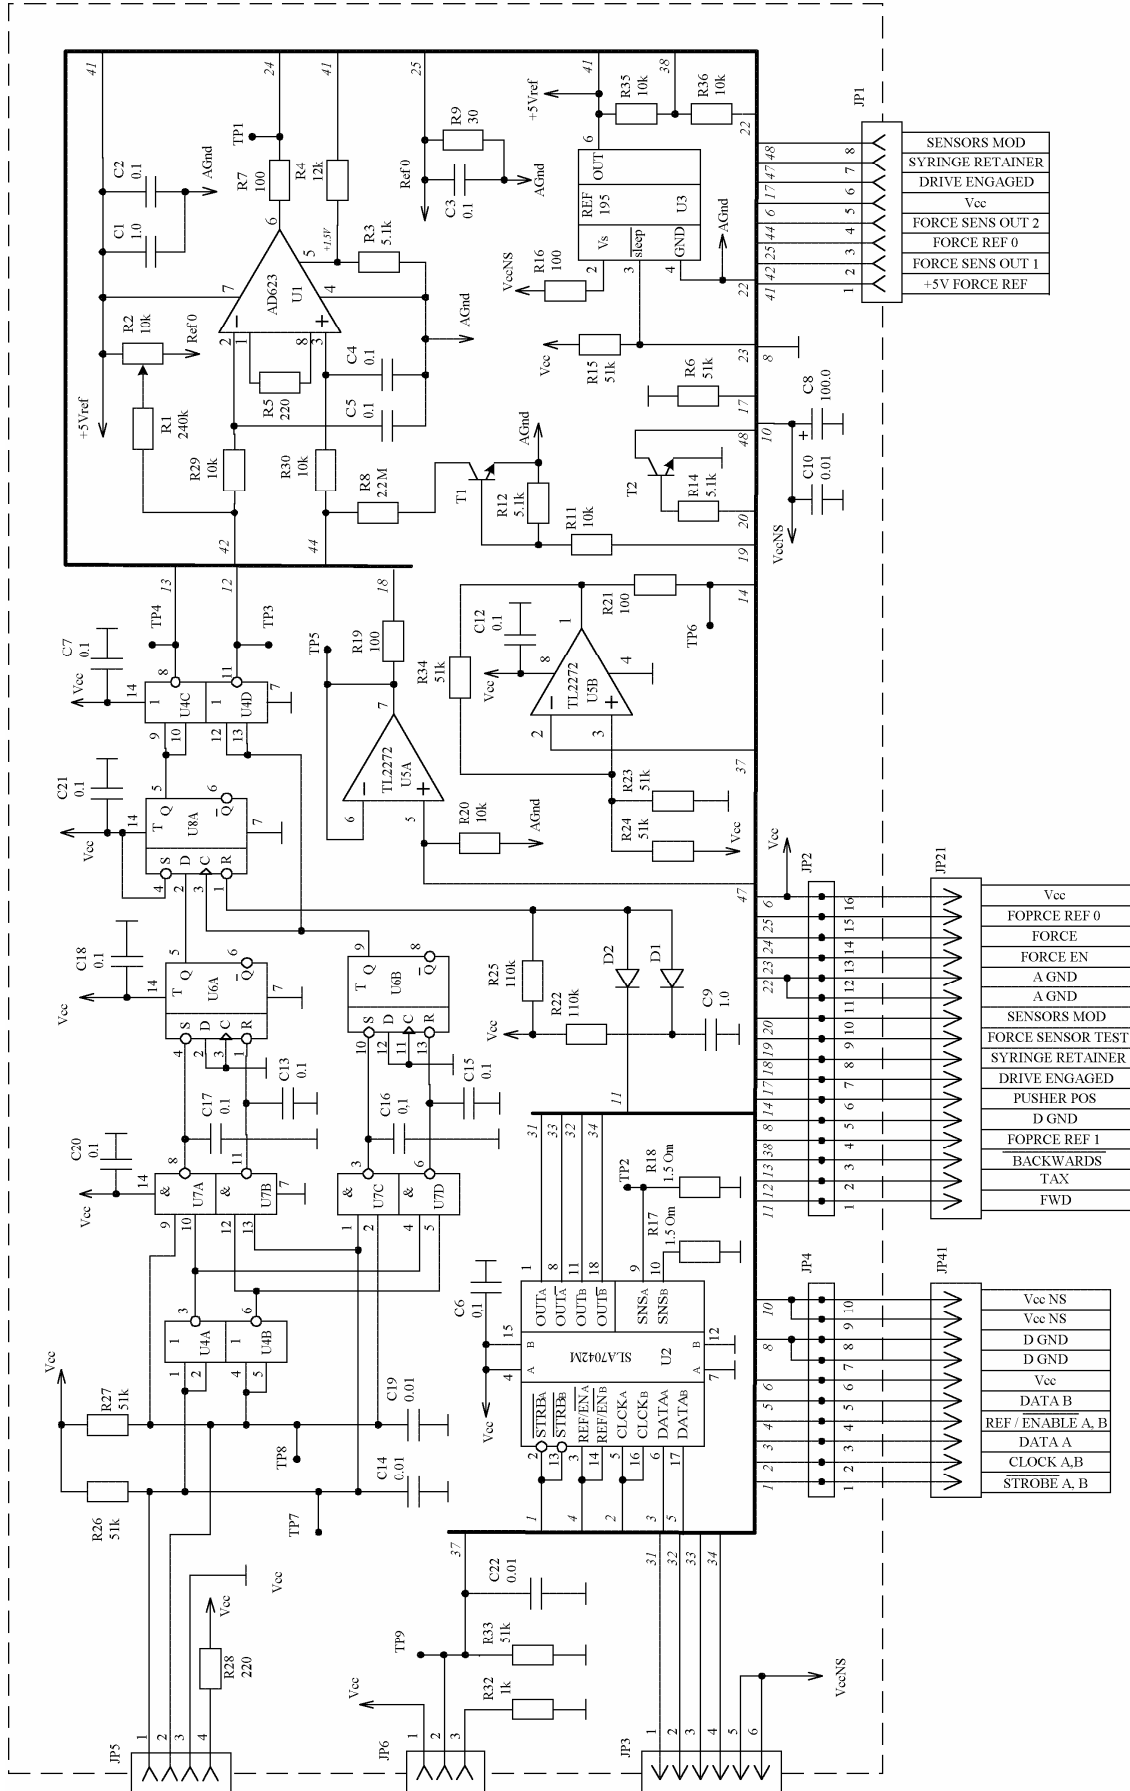 41
24
41
25
41
38
C2
0.1
C1
1.0
AGnd
TP1
R7
100
R4
12k
R9
30
Ref 0
C3
0.1
AGnd
+5Vref
R35
10k
R36
10k
22
6
OUT
REF
195
U3
Vs
sleep
GND
2
3
4
R16
100
VccNS
AGnd
22
R2
10k
Ref 0
+5Vref
R1
240k
7
AD623
U1
6
5
+1.5V
4
2
1
8
3
−
+
R3
5.1k
R5
220
C4
0.1
C5
0.1
AGnd
R29
10k
R30
10k
R8
2.2M
42
44
T1
AGnd
R12
5.1k
R11
10k
19
Vcc
R15
51k
23
8
R6
51k
17
48
T2
R14
5.1k
20
10
C8
100.0
+
C10
0.01
VccNS
JP1
48
47
17
6
44
25
42
41
8
7
6
5
4
3
2
1
SENSORS MOD
SYRINGE RETAINER
DRIVE ENGAGED
Vcc
FORCE SENS OUT 2
FORCE REF 0
FORCE SENS OUT 1
+5V FORCE REF
13
12
18
TP4
TP3
C7
0.1
Vcc
14
1
U4C
1
U4D
8
11
7
9
10
12
13
TP5
R19
100
7
TL2272
U5A
−
+
6
5
R20
10k
AGnd
R34
51k
C12
0.1
Vcc
8
1
TL2272
U5B
4
−
+
2
3
R21
100
TP6
14
37
R23
51k
R24
51k
Vcc
47
C21
0.1
Vcc
14
T
Q
5
Q
6
U8A
7
S
D
C
R
4
2
3
1
C18
0.1
Vcc
14
T
Q
5
Q
6
U6A
7
S
D
C
R
4
2
3
1
T
Q
9
Q
8
U6B
S
D
C
R
10
12
11
13
R25
110k
R22
110k
Vcc
D2
D1
C9
1.0
11
C13
0.1
C17
0.1
C15
0.1
C16
0,1
C20
0.1
Vcc
14
&
U7A
&
U7B
8
11
7
9
10
12
13
&
U7C
&
U7D
3
6
1
2
4
5
1
U4A
1
U4B
3
6
1
2
4
5
Vcc
R27
51k
R26
51k
C19
0.01
C14
0.01
TP8
TP7
31
33
32
34
TP2
R18
1.5 Om
R17
1.5 Om
C6
0,1
Vcc
15
4
1
8
11
18
9
10
OUTA
OUTA
OUTB
OUTB
SNSA
SNSB
A
B
SLA7042M
U2
A
B
7
12
STRBA
STRBB
REF/ENA
REF/ENB
CLCKA
CLCKB
DATAA
DATAB
2
13
3
14
5
16
6
17
1
4
2
3
5
Vcc
JP2
JP21
6
25
24
23
22
20
19
18
17
14
8
38
13
12
11
16
15
14
13
12
11
10
9
8
7
6
5
4
3
2
1
Vcc
FOPRCE REF 0
FORCE
FORCE EN
A GND
A GND
SENSORS MOD
FORCE SENSOR TEST
SYRINGE RETAINER
DRIVE ENGAGED
PUSHER POS
D GND
FOPRCE REF 1
BACKWARDS
TAX
FWD
JP4
JP41
10
8
6
5
4
3
2
1
10
9
8
7
6
5
4
3
2
1
Vcc NS
Vcc NS
D GND
D GND
Vcc
DATA B
REF / ENABLE A, B
DATA A
CLOCK A,B
STROBE A, B
JP5
1
2
3
4
R28
220
Vcc
Vcc
JP6
1
2
3
Vcc
TP9
37
C22
0.01
R33
51k
R32
1k
JP3
31
32
33
34
1
2
3
4
5
6
VccNS